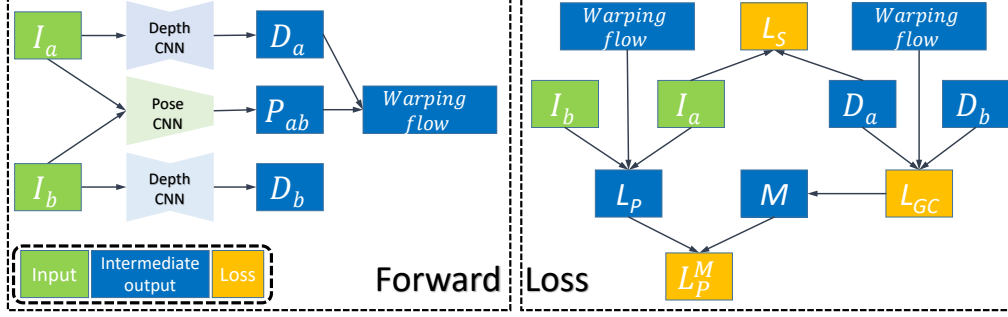 I_a
Depth
CNN
D_a
Pose
CNN
P_ab
Warping
flow
I_b
Depth
CNN
D_b
Input
Intermediate
output
Loss
Forward
Warping
flow
L_S
Warping
flow
I_b
I_a
D_a
D_b
L_P
M
L_GC
L_P^M
Loss